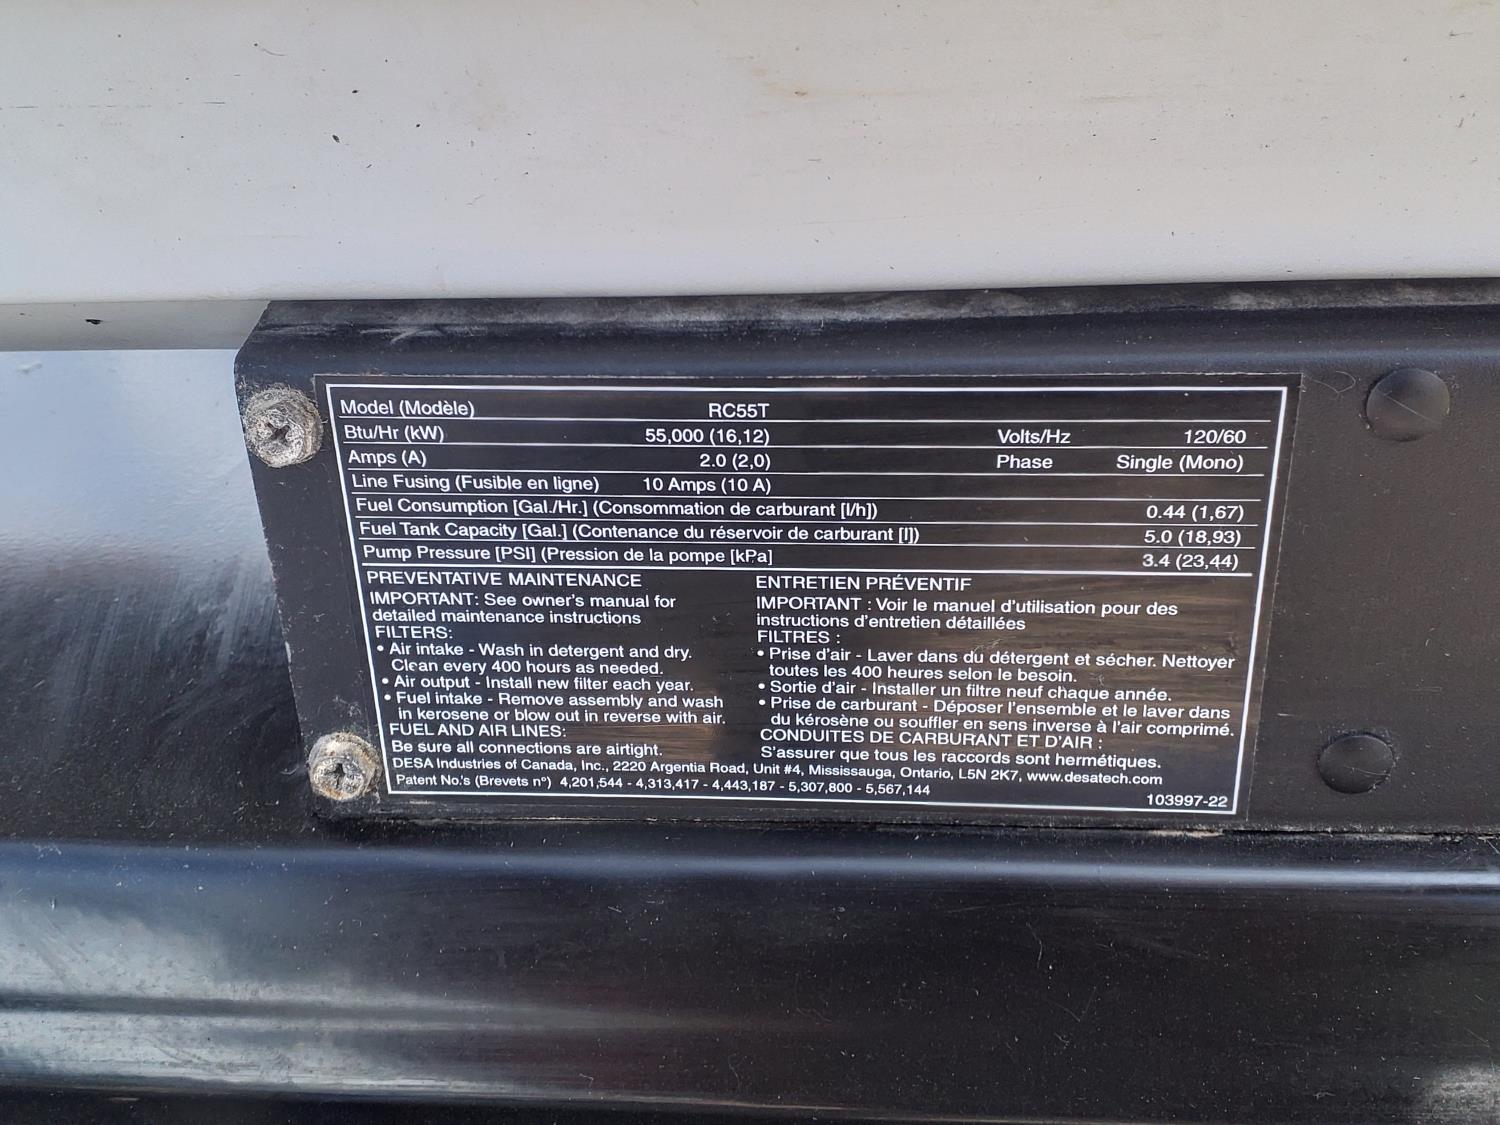 Model (Modèle) RC55T
Btu/Hr (kW) 55,000 (16,12) Volts/Hz 120/60
Amps (A) 2.0 (2,0) Phase Single (Mono)
Line Fusing (Fusible en ligne) 10 Amps (10 A)
Fuel Consumption [Gal./Hr.] (Consommation de carburant [l/h]) 0.44 (1,67)
Fuel Tank Capacity [Gal.] (Contenance du réservoir de carburant [l]) 5.0 (18,93)
Pump Pressure [PSI] (Pression de la pompe [kPa] 3.4 (23,44)
PREVENTATIVE MAINTENANCE
IMPORTANT: See owner's manual for
detailed maintenance instructions
FILTERS:
• Air intake - Wash in detergent and dry.
Clean every 400 hours as needed.
• Air output - Install new filter each year.
• Fuel intake - Remove assembly and wash
in kerosene or blow out in reverse with air.
FUEL AND AIR LINES:
Be sure all connections are airtight.
ENTRETIEN PRÉVENTIF
IMPORTANT : Voir le manuel d'utilisation pour des
instructions d'entretien détaillées
FILTRES :
• Prise d'air - Laver dans du détergent et sécher. Nettoyer
toutes les 400 heures selon le besoin.
• Sortie d'air - Installer un filtre neuf chaque année.
• Prise de carburant - Déposer l'ensemble et le laver dans
du kérosène ou souffler en sens inverse à l'air comprimé.
CONDUITES DE CARBURANT ET D'AIR :
S'assurer que tous les raccords sont hermétiques.
DESA Industries of Canada, Inc., 2220 Argentia Road, Unit #4, Mississauga, Ontario, L5N 2K7, www.desatech.com
Patent No.'s (Brevets n°) 4,201,544 - 4,313,417 - 4,443,187 - 5,307,800 - 5,567,144
103997-22